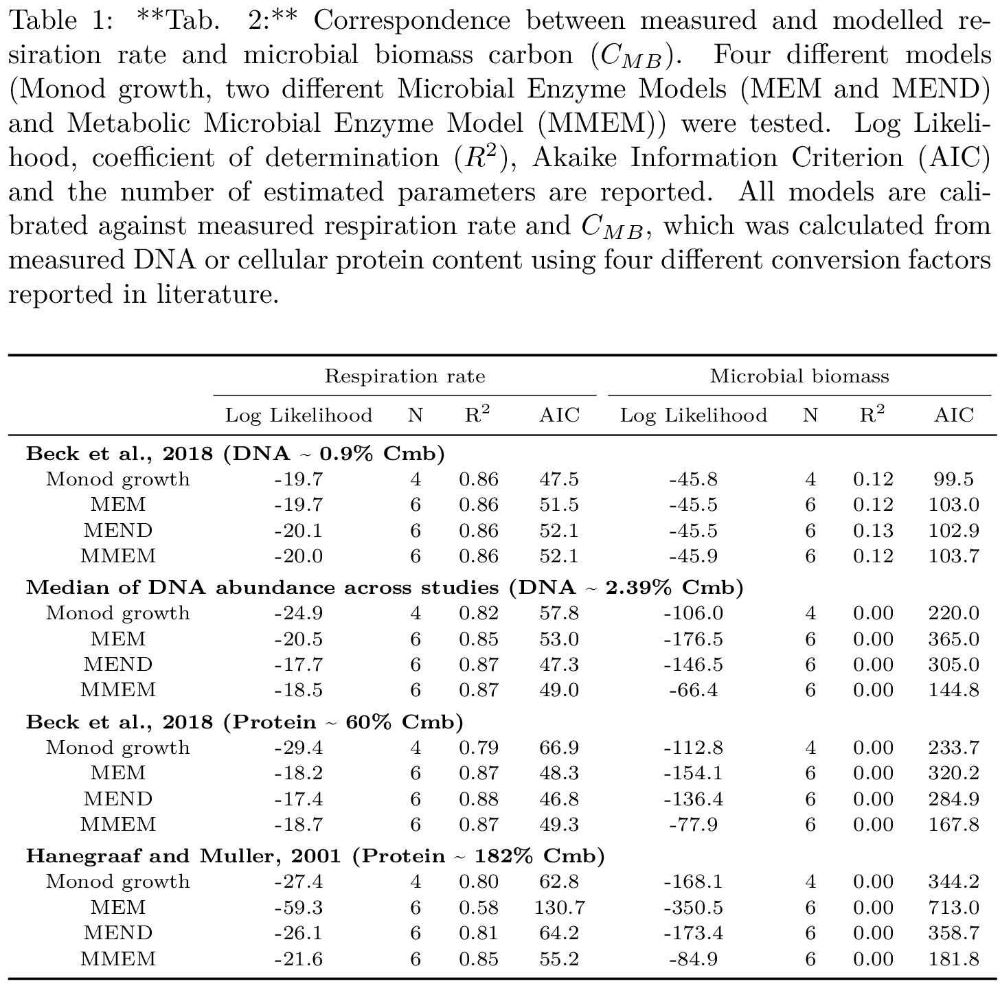 Table 1: **Tab. 2:** Correspondence between measured and modelled re-
siration rate and microbial biomass carbon (C_MB). Four different models
(Monod growth, two different Microbial Enzyme Models (MEM and MEND)
and Metabolic Microbial Enzyme Model (MMEM)) were tested. Log Likeli-
hood, coefficient of determination (R²), Akaike Information Criterion (AIC)
and the number of estimated parameters are reported. All models are cali-
brated against measured respiration rate and C_MB, which was calculated from
measured DNA or cellular protein content using four different conversion factors
reported in literature.
Respiration rate Microbial biomass
Log Likelihood N R² AIC Log Likelihood N R² AIC
Beck et al., 2018 (DNA ~ 0.9% Cmb)
Monod growth -19.7 4 0.86 47.5 -45.8 4 0.12 99.5
MEM -19.7 6 0.86 51.5 -45.5 6 0.12 103.0
MEND -20.1 6 0.86 52.1 -45.5 6 0.13 102.9
MMEM -20.0 6 0.86 52.1 -45.9 6 0.12 103.7
Median of DNA abundance across studies (DNA ~ 2.39% Cmb)
Monod growth -24.9 4 0.82 57.8 -106.0 4 0.00 220.0
MEM -20.5 6 0.85 53.0 -176.5 6 0.00 365.0
MEND -17.7 6 0.87 47.3 -146.5 6 0.00 305.0
MMEM -18.5 6 0.87 49.0 -66.4 6 0.00 144.8
Beck et al., 2018 (Protein ~ 60% Cmb)
Monod growth -29.4 4 0.79 66.9 -112.8 4 0.00 233.7
MEM -18.2 6 0.87 48.3 -154.1 6 0.00 320.2
MEND -17.4 6 0.88 46.8 -136.4 6 0.00 284.9
MMEM -18.7 6 0.87 49.3 -77.9 6 0.00 167.8
Hanegraaf and Muller, 2001 (Protein ~ 182% Cmb)
Monod growth -27.4 4 0.80 62.8 -168.1 4 0.00 344.2
MEM -59.3 6 0.58 130.7 -350.5 6 0.00 713.0
MEND -26.1 6 0.81 64.2 -173.4 6 0.00 358.7
MMEM -21.6 6 0.85 55.2 -84.9 6 0.00 181.8